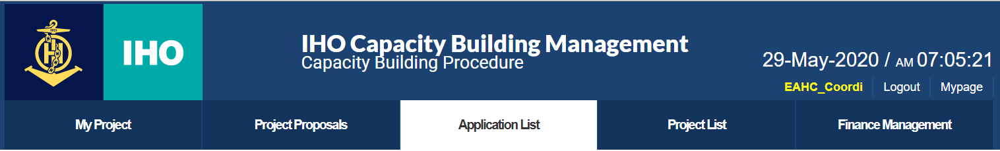 1921
IHO
IHO Capacity Building Management
Capacity Building Procedure
29-May-2020 / AM 07:05:21
EAHC_Coordi Logout Mypage
My Project Project Proposals Application List Project List Finance Management